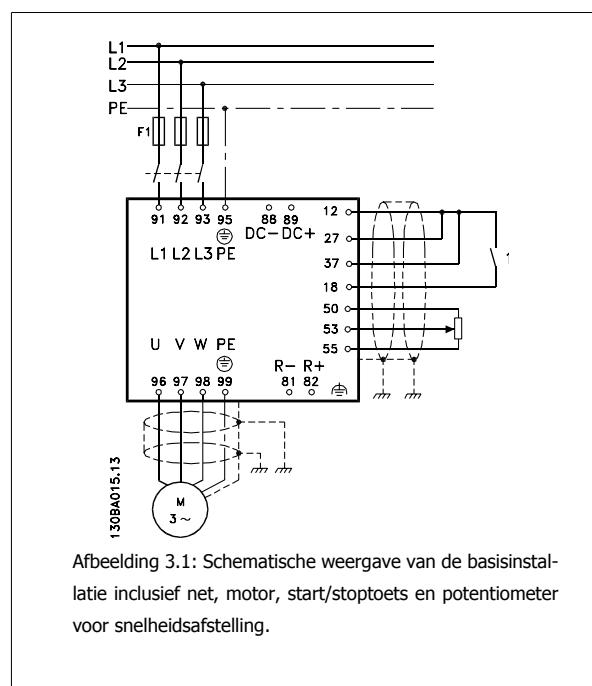 L1
L2
L3
PE
F1
91 92 93 95 88 89
DC- DC+
L1 L2 L3 PE
12
27
37
18
50
53
55
U V W PE
R- R+
96 97 98 99 81 82
M
3~
130BA015.13
Afbeelding 3.1: Schematische weergave van de basisinstal-
latie inclusief net, motor, start/stoptoets en potentiometer
voor snelheidsafstelling.